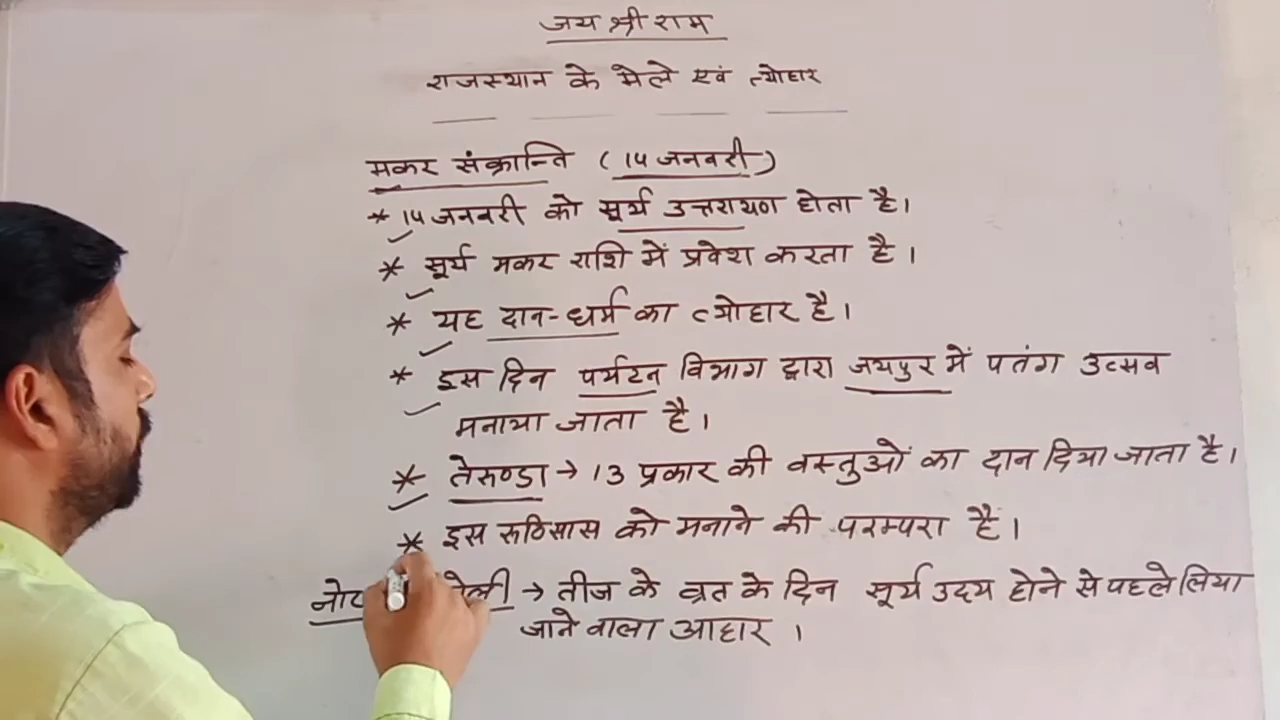 जय श्री राम
राजस्थान के मेले एवं त्योहार
मकर संक्रान्ति (14 जनवरी)
* 14 जनवरी को सूर्य उत्तरायण होता है।
* सूर्य मकर राशि में प्रवेश करता है।
* यह दान-धर्म का त्योहार है।
* इस दिन पर्यटन विभाग द्वारा जयपुर में पतंग उत्सव
मनाया जाता है।
* तेरुण्डा → 13 प्रकार की वस्तुओं का दान दिया जाता है।
* इस रुठिसास को मनाने की परम्परा है।
→ तीज के व्रत के दिन सूर्य उदय होने से पहले लिया
जाने वाला आहार ।